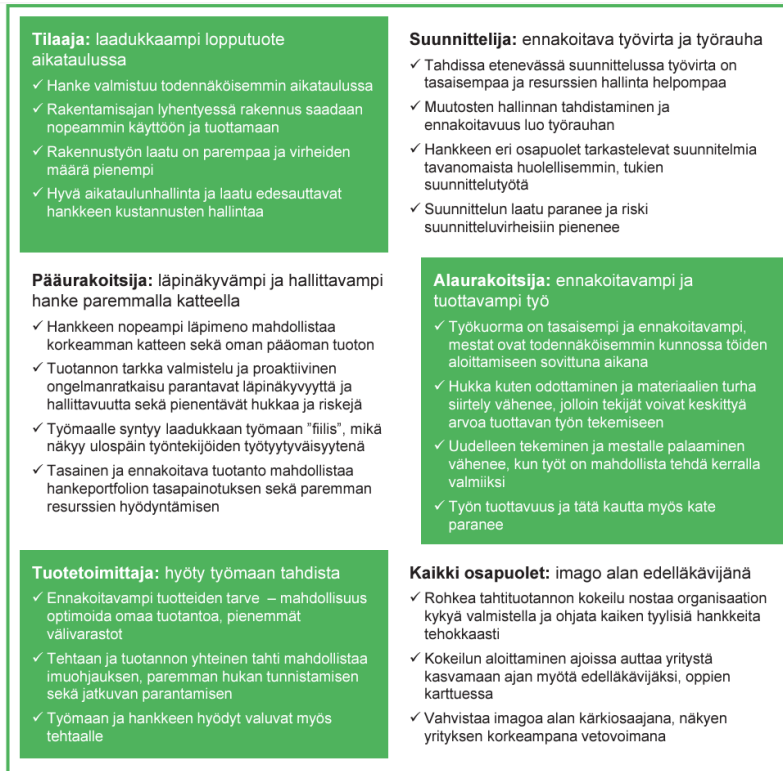 Tilaaja: laadukkaampi lopputuote
aikataulussa
✓ Hanke valmistuu todennäköisemmin aikataulussa
✓ Rakentamisajan lyhentyessä rakennus saadaan
nopeammin käyttöön ja tuottamaan
✓ Rakennustyön laatu on parempaa ja virheiden
määrä pienempi
✓ Hyvä aikataulunhallinta ja laatu edesauttavat
hankkeen kustannusten hallintaa
Suunnittelija: ennakoitava työvirta ja työrauha
✓ Tahdissa etenevässä suunnittelussa työvirta on
tasaisempaa ja resurssien hallinta helpompaa
✓ Muutosten hallinnan tahdistaminen ja
ennakoitavuus luo työrauhan
✓ Hankkeen eri osapuolet tarkastelevat suunnitelmia
tavanomaista huolellisemmin, tukien
suunnittelutyötä
✓ Suunnittelun laatu paranee ja riski
suunnitteluvirheisiin pienenee
Pääurakoitsija: läpinäkyvämpi ja hallittavampi
hanke paremmalla katteella
✓ Hankkeen nopeampi läpimeno mahdollistaa
korkeamman katteen sekä oman pääoman tuoton
✓ Tuotannon tarkka valmistelu ja proaktiivinen
ongelmanratkaisu parantavat läpinäkyvyyttä ja
hallittavuutta sekä pienentävät hukkaa ja riskejä
✓ Työmaalle syntyy laadukkaan työmaan ”fiilis”, mikä
näkyy ulospäin työntekijöiden työtyytyväisyytenä
✓ Tasainen ja ennakoitava tuotanto mahdollistaa
hankeportfolion tasapainotuksen sekä paremman
resurssien hyödyntämisen
Alaurakoitsija: ennakoitavampi ja
tuottavampi työ
✓ Työkuorma on tasaisempi ja ennakoitavampi,
mestat ovat todennäköisemmin kunnossa töiden
aloittamiseen sovittuna aikana
✓ Hukka kuten odottaminen ja materiaalien turha
siirtely vähenee, jolloin tekijät voivat keskittyä
arvoa tuottavan työn tekemiseen
✓ Uudelleen tekeminen ja mestalle palaaminen
vähenee, kun työt on mahdollista tehdä kerralla
valmiiksi
✓ Työn tuottavuus ja tätä kautta myös kate
paranee
Tuotetoimittaja: hyöty työmaan tahdista
✓ Ennakoitavampi tuotteiden tarve – mahdollisuus
optimoida omaa tuotantoa, pienemmät
välivarastot
✓ Tehtaan ja tuotannon yhteinen tahti mahdollistaa
imuohjauksen, paremman hukan tunnistamisen
sekä jatkuvan parantamisen
✓ Työmaan ja hankkeen hyödyt valuvat myös
tehtaalle
Kaikki osapuolet: imago alan edelläkävijänä
✓ Rohkea tahtituotannon kokeilu nostaa organisaation
kykyä valmistella ja ohjata kaiken tyylisiä hankkeita
tehokkaasti
✓ Kokeilun aloittaminen ajoissa auttaa yritystä
kasvamaan ajan myötä edelläkävijäksi, oppien
karttuessa
✓ Vahvistaa imagoa alan kärkiosaajana, näkyen
yrityksen korkeampana vetovoimana